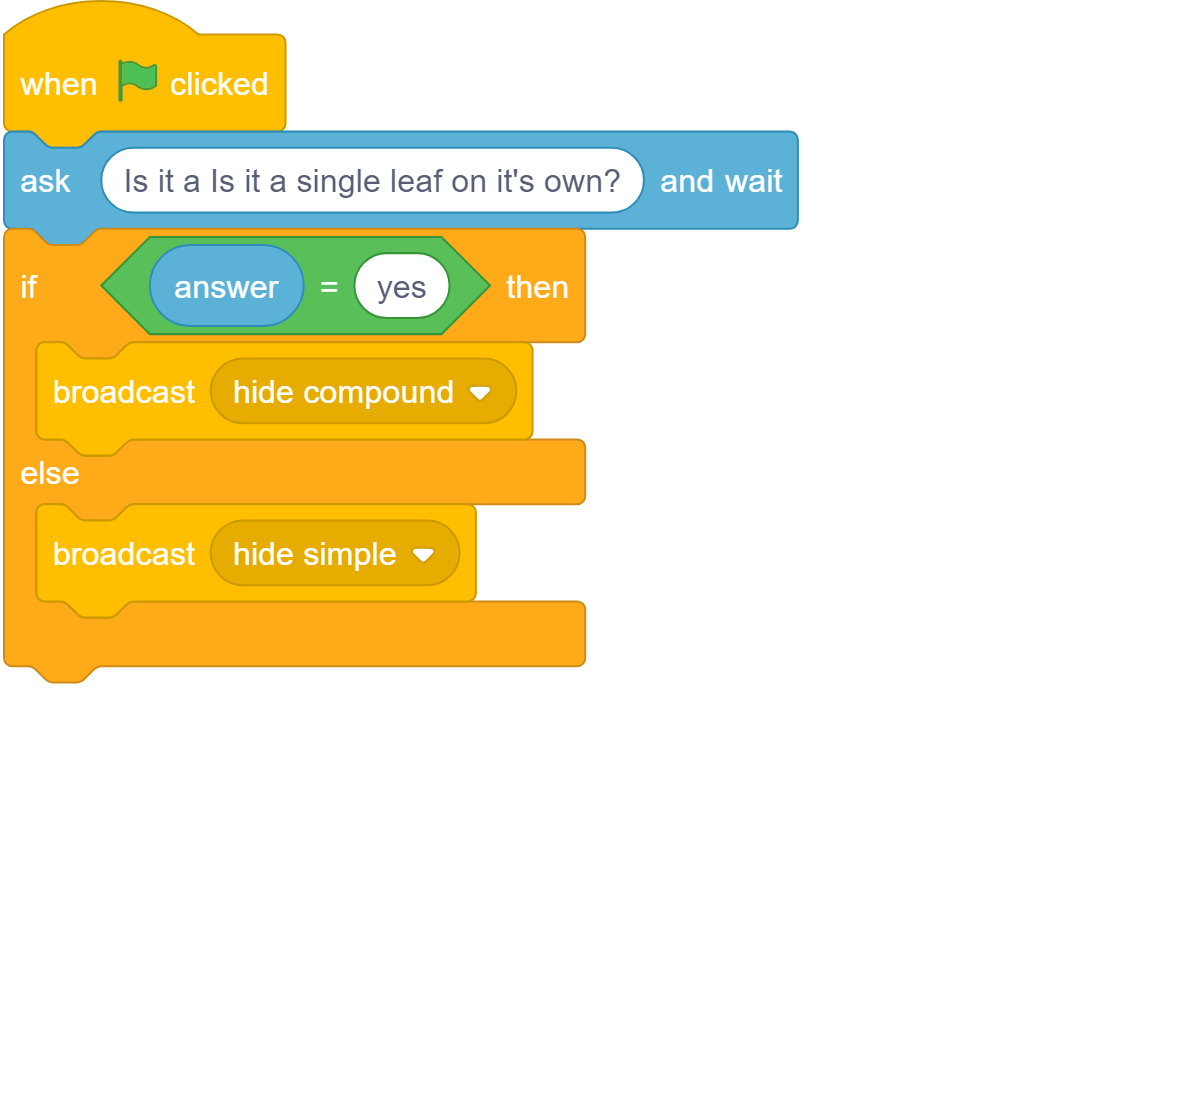 when clicked
ask Is it a Is it a single leaf on it's own? and wait
if answer = yes then
broadcast hide compound
else
broadcast hide simple